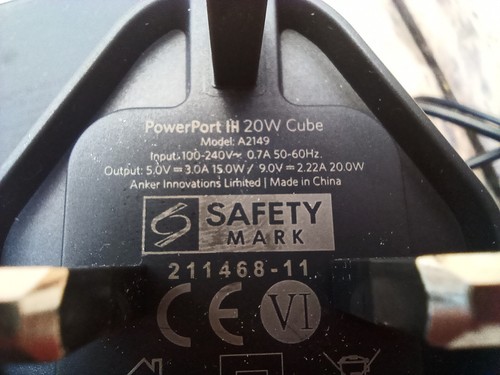 PowerPort III 20W Cube
Model: A2149
Input: 100-240V~ 0.7A 50-60Hz.
Output: 5.0V⎓3.0A 15.0W / 9.0V⎓2.22A 20.0W
Anker Innovations Limited | Made in China
S SAFETY
MARK
211468-11
CE VI